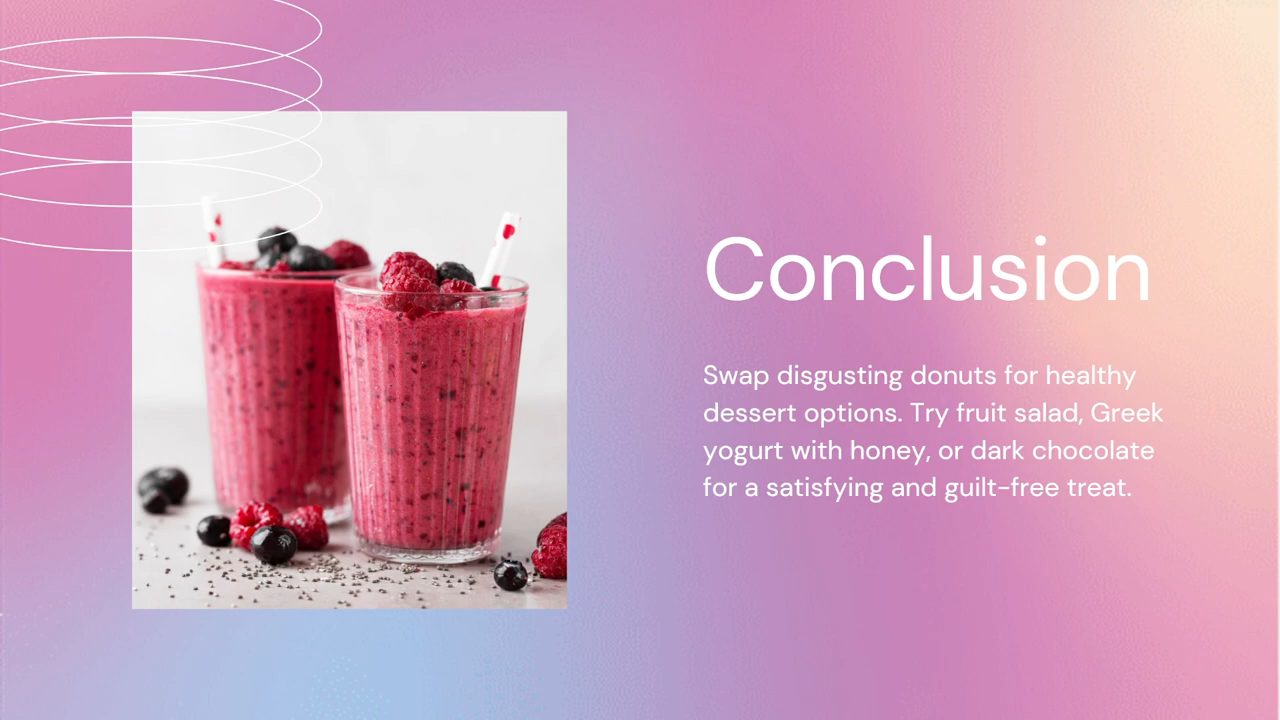 Conclusion
Swap disgusting donuts for healthy
dessert options. Try fruit salad, Greek
yogurt with honey, or dark chocolate
for a satisfying and guilt-free treat.